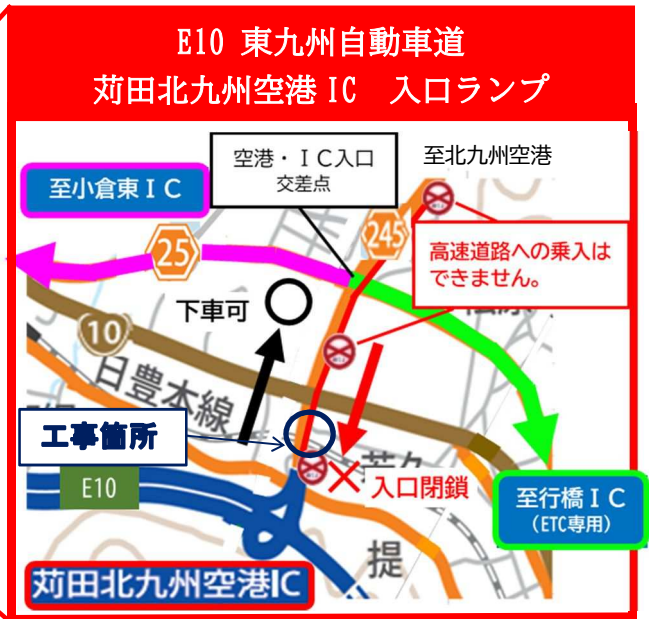 E10 東九州自動車道
苅田北九州空港IC 入口ランプ
空港・IC入口
交差点
至北九州空港
至小倉東IC
25
245
高速道路への乗入は
できません。
下車可
10
日豊本線
工事箇所
E10
入口閉鎖
至行橋IC
(ETC専用)
提
苅田北九州空港IC